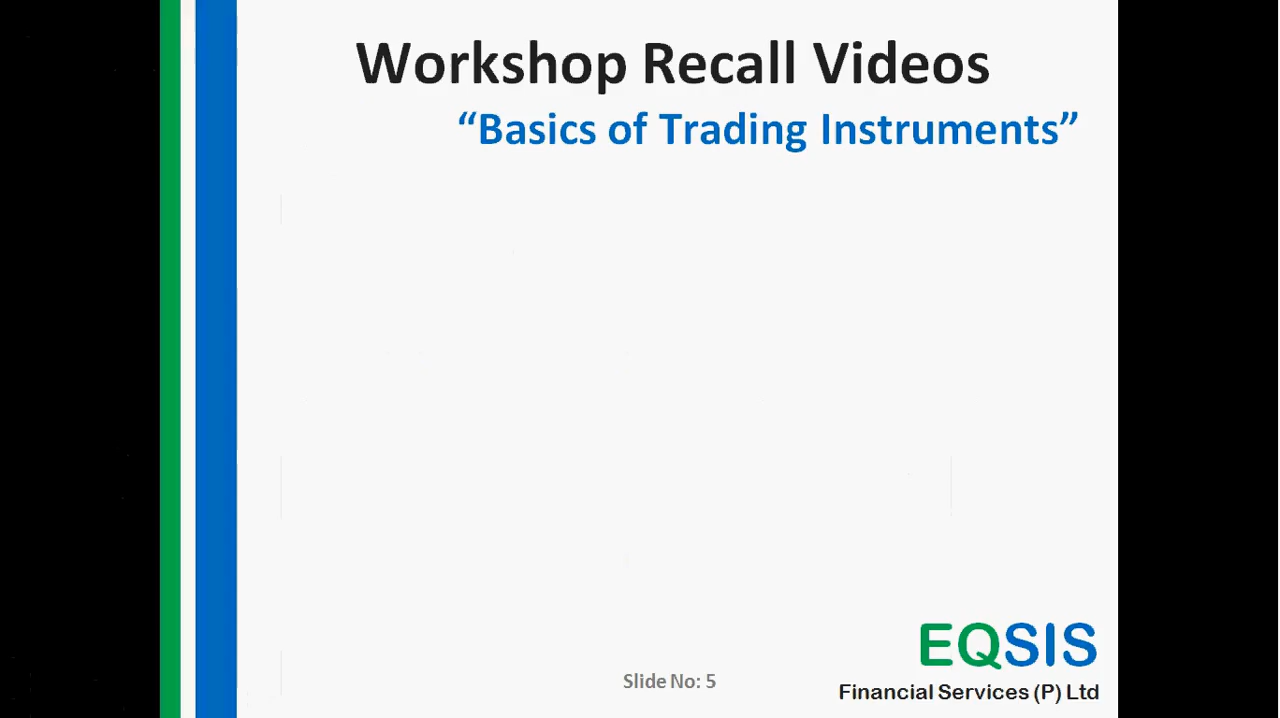 Workshop Recall Videos
“Basics of Trading Instruments”
EQSIS
Slide No: 5
Financial Services (P) Ltd